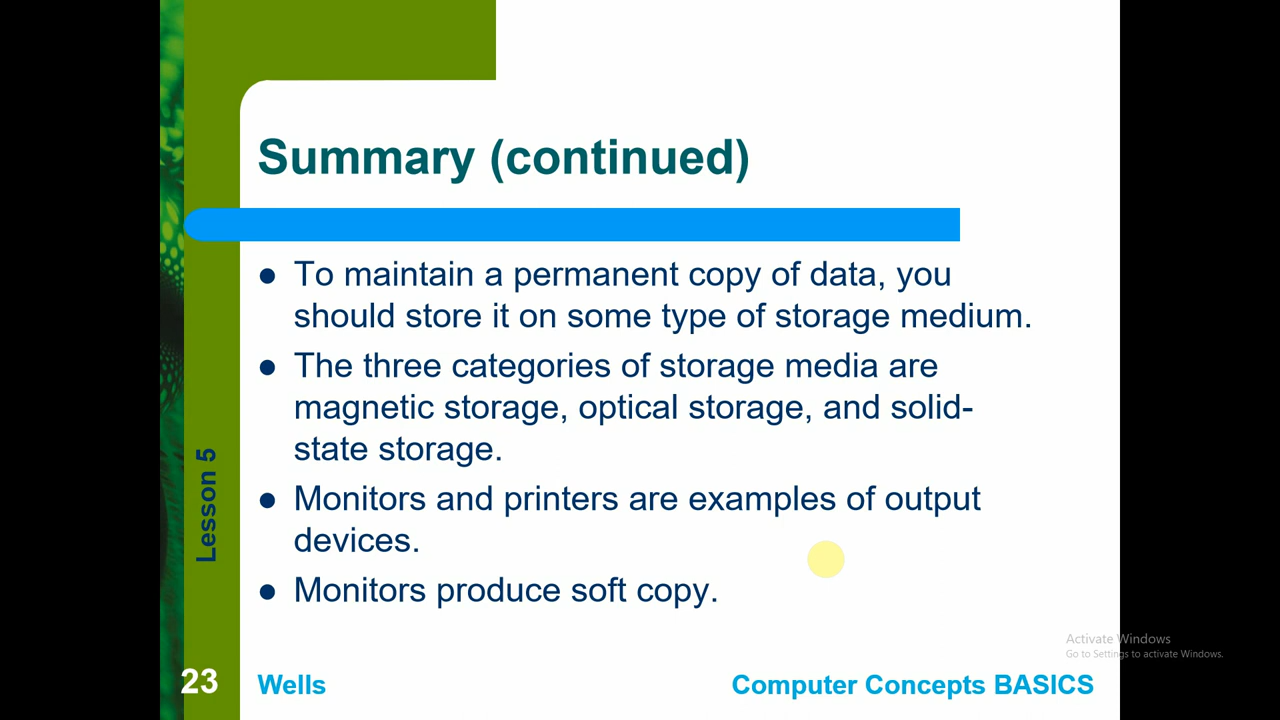 Summary (continued)
● To maintain a permanent copy of data, you
should store it on some type of storage medium.
● The three categories of storage media are
magnetic storage, optical storage, and solid-
state storage.
● Monitors and printers are examples of output
devices.
● Monitors produce soft copy.
Lesson 5
Activate Windows
Go to Settings to activate Windows.
23
Wells
Computer Concepts BASICS